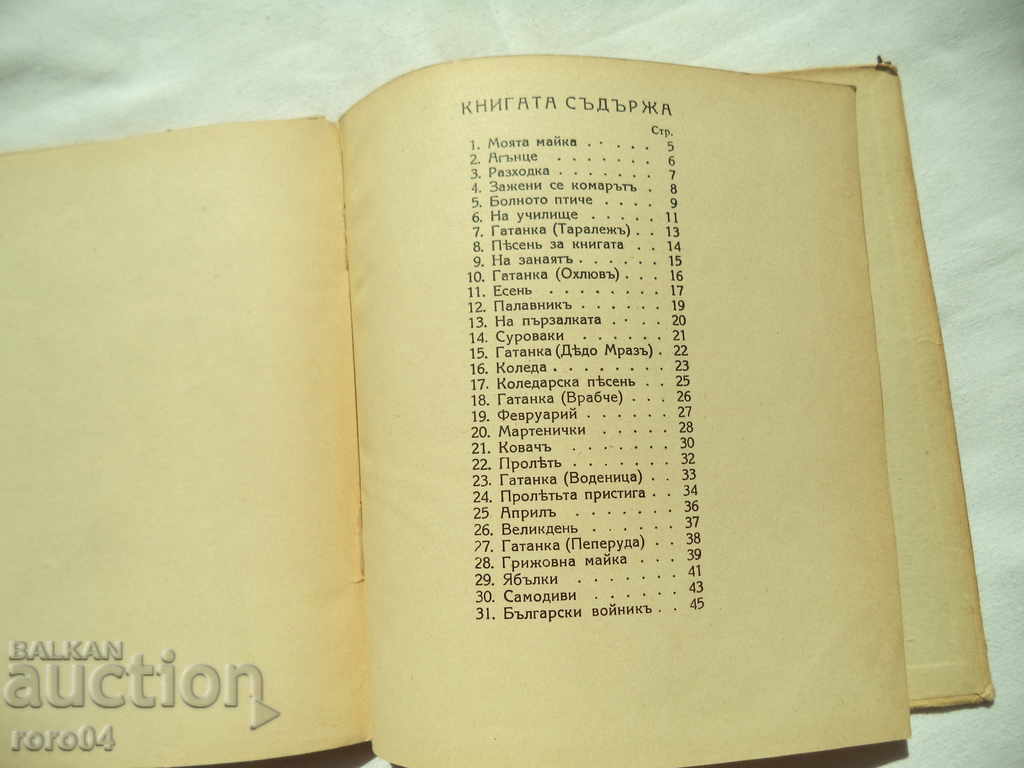 КНИГАТА СЪДЪРЖА
Стр.
1. Моята майка . . . . . 5
2. Агънце . . . . . . . 6
3. Разходка . . . . . . . 7
4. Зажени се комарътъ . 8
5. Болното птиче . . . . 9
6. На училище . . . . . 11
7. Гатанка (Таралежъ) . . 13
8. Пѣсень за книгата . . 14
9. На занаятъ . . . . . . 15
10. Гатанка (Охлювъ) . . . 16
11. Есень . . . . . . . . 17
12. Палавникъ . . . . . . 19
13. На пързалката . . . . 20
14. Суроваки . . . . . . 21
15. Гатанка (Дѣдо Мразъ) . 22
16. Коледа . . . . . . . . 23
17. Коледарска пѣсень . . 25
18. Гатанка (Врабче) . . . 26
19. Февруарий . . . . . . 27
20. Мартенички . . . . . 28
21. Ковачъ . . . . . . . 30
22. Пролѣть . . . . . . . 32
23. Гатанка (Воденица) . . 33
24. Пролѣтьта пристига . . 34
25 Априлъ . . . . . . . 36
26. Великдень . . . . . . 37
27. Гатанка (Пеперуда) . . 38
28. Грижовна майка . . . 39
29. Ябълки . . . . . . . 41
30. Самодиви . . . . . . 43
31. Български войникъ . . 45
BALKAN
auction
roro04